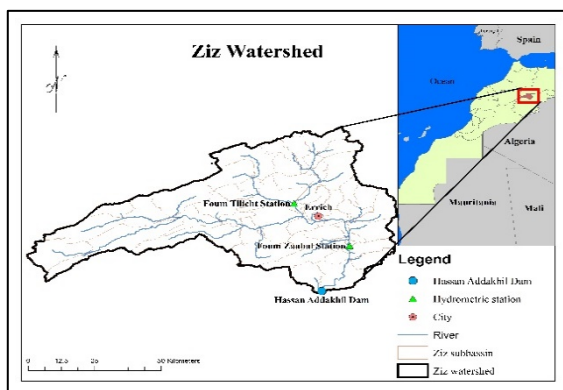 Ziz Watershed
Spain
Ocean
Algeria
Mauritania
Mali
Foum Tillicht Station
Errich
Foum Zaabal Station
Hassan Addakhil Dam
Legend
Hassan Addakhil Dam
Hydrometric station
City
River
Ziz subbassin
Ziz watershed
0 12.5 25 50 Kilometers